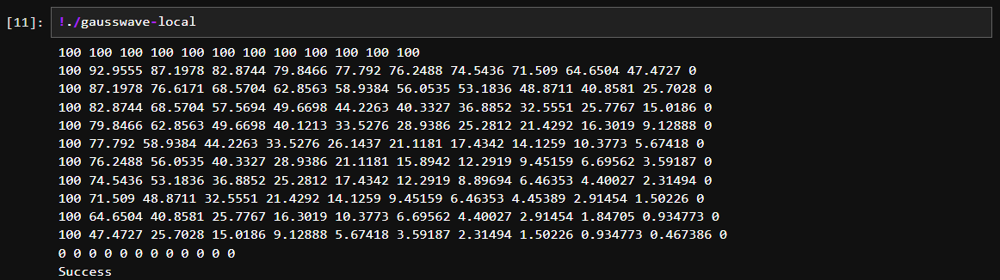 [11]: !./gausswave-local
100 100 100 100 100 100 100 100 100 100 100 100
100 92.9555 87.1978 82.8744 79.8466 77.792 76.2488 74.5436 71.509 64.6504 47.4727 0
100 87.1978 76.6171 68.5704 62.8563 58.9384 56.0535 53.1836 48.8711 40.8581 25.7028 0
100 82.8744 68.5704 57.5694 49.6698 44.2263 40.3327 36.8852 32.5551 25.7767 15.0186 0
100 79.8466 62.8563 49.6698 40.1213 33.5276 28.9386 25.2812 21.4292 16.3019 9.12888 0
100 77.792 58.9384 44.2263 33.5276 26.1437 21.1181 17.4342 14.1259 10.3773 5.67418 0
100 76.2488 56.0535 40.3327 28.9386 21.1181 15.8942 12.2919 9.45159 6.69562 3.59187 0
100 74.5436 53.1836 36.8852 25.2812 17.4342 12.2919 8.89694 6.46353 4.40027 2.31494 0
100 71.509 48.8711 32.5551 21.4292 14.1259 9.45159 6.46353 4.45389 2.91454 1.50226 0
100 64.6504 40.8581 25.7767 16.3019 10.3773 6.69562 4.40027 2.91454 1.84705 0.934773 0
100 47.4727 25.7028 15.0186 9.12888 5.67418 3.59187 2.31494 1.50226 0.934773 0.467386 0
0 0 0 0 0 0 0 0 0 0 0 0
Success